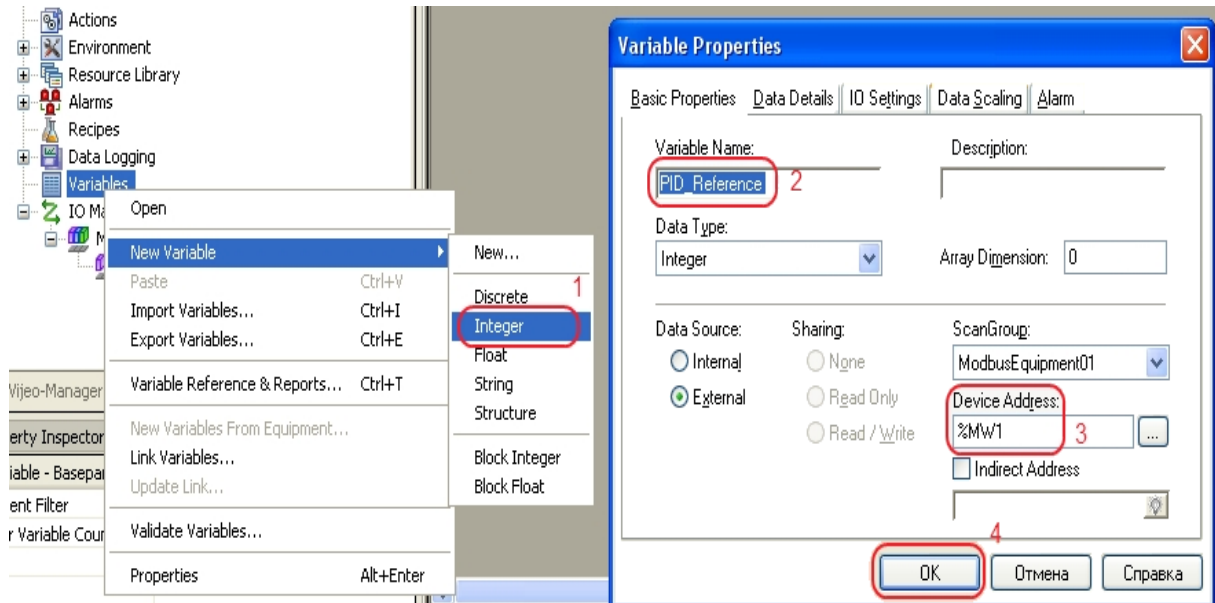 Actions
Environment
Resource Library
Alarms
Recipes
Data Logging
Variables
IO Ma
M
Open
New Variable
Paste Ctrl+V
Import Variables... Ctrl+I
Export Variables... Ctrl+E
Variable Reference & Reports... Ctrl+T
New Variables From Equipment...
Link Variables...
Update Link...
Validate Variables...
Properties Alt+Enter
New...
Discrete
1
Integer
Float
String
Structure
Block Integer
Block Float
Vijeo-Manager
erty Inspector
iable - Basepa
ent Filter
r Variable Cour
Variable Properties
Basic Properties Data Details IO Settings Data Scaling Alarm
Variable Name: Description:
PID_Reference 2
Data Type:
Integer Array Dimension: 0
Data Source: Sharing: ScanGroup:
Internal None ModbusEquipment01
External Read Only Device Address:
Read / Write %MW1 3 ...
Indirect Address
4
OK Отмена Справка